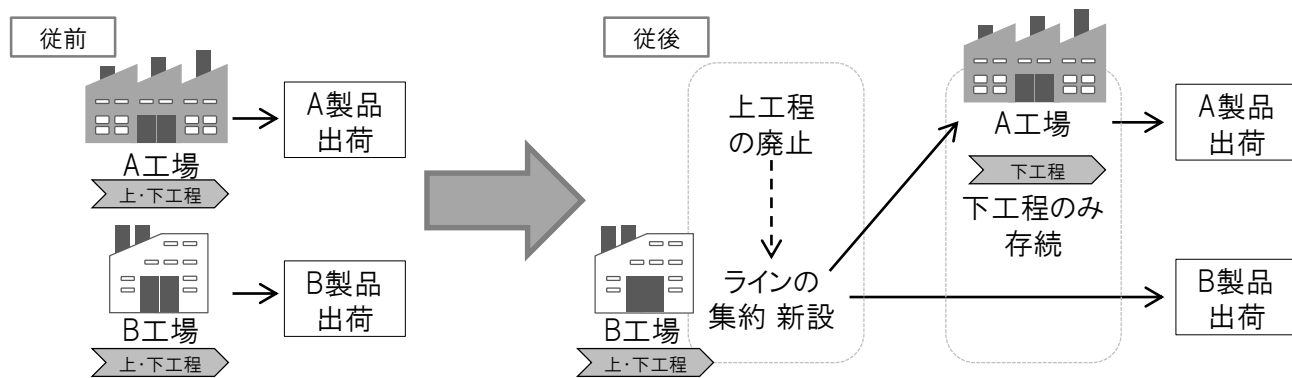 従前
A製品
出荷
A工場
上・下工程
B製品
出荷
B工場
上・下工程
従後
上工程
の廃止
ラインの
集約 新設
B工場
上・下工程
A工場
下工程
下工程のみ
存続
A製品
出荷
B製品
出荷